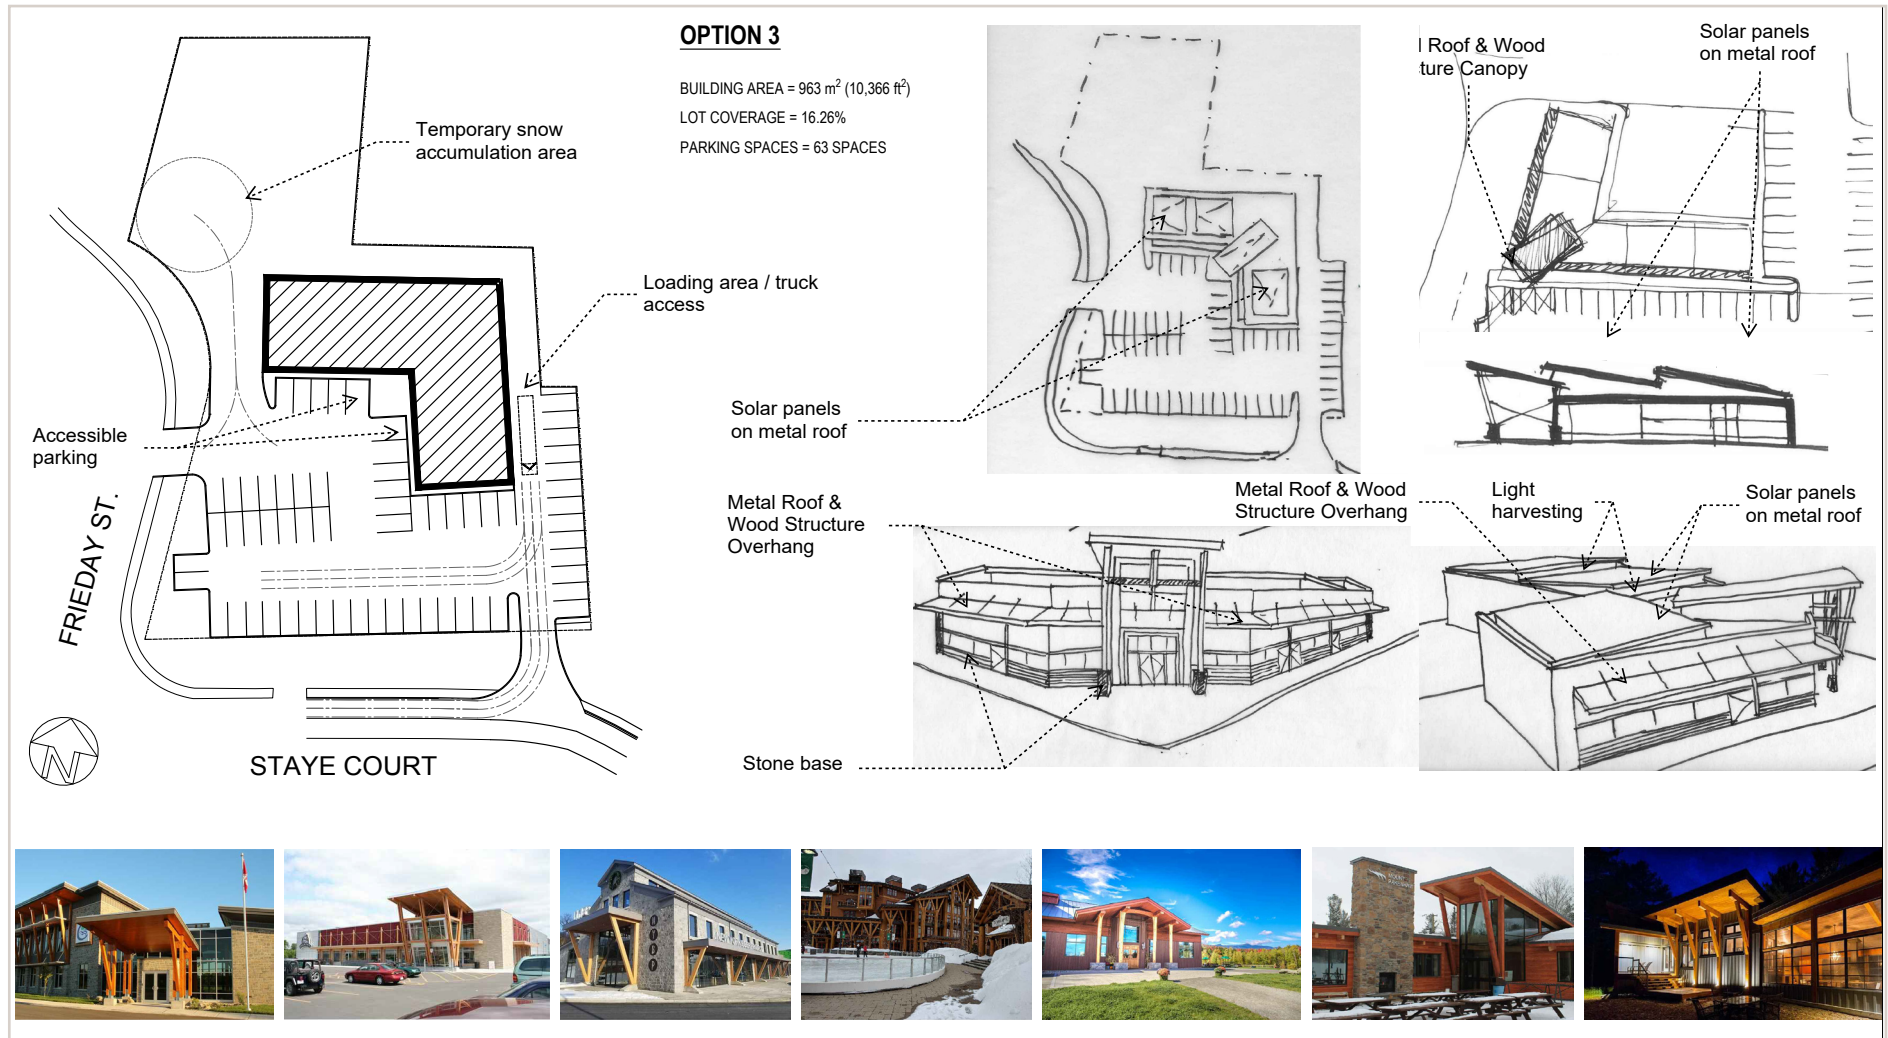 OPTION 3
BUILDING AREA = 963 m² (10,366 ft²)
LOT COVERAGE = 16.26%
PARKING SPACES = 63 SPACES
Temporary snow
accumulation area
Loading area / truck
access
Accessible
parking
FRIEDAY ST.
STAYE COURT
N
Solar panels
on metal roof
l Roof & Wood
ture Canopy
Solar panels
on metal roof
Metal Roof &
Wood Structure
Overhang
Metal Roof & Wood
Structure Overhang
Light
harvesting
Solar panels
on metal roof
Stone base